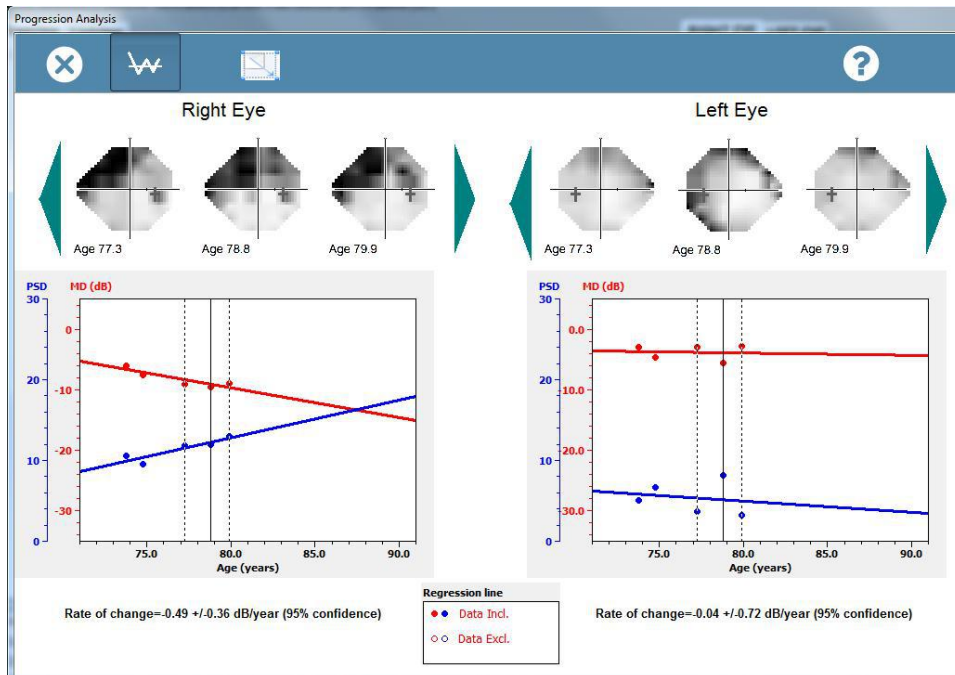 Progression Analysis
?
Right Eye
Left Eye
Age 77.3
Age 78.8
Age 79.9
Age 77.3
Age 78.8
Age 79.9
PSD
MD (dB)
30
20
10
0
0.0
-10.0
-20.0
-30.0
75.0
80.0
85.0
90.0
Age (years)
PSD
MD (dB)
30
20
10
0
0.0
-10.0
-20.0
30.0
75.0
80.0
85.0
90.0
Age (years)
Rate of change=-0.49 +/-0.36 dB/year (95% confidence)
Regression line
Data Incl.
Data Excl.
Rate of change=-0.04 +/-0.72 dB/year (95% confidence)